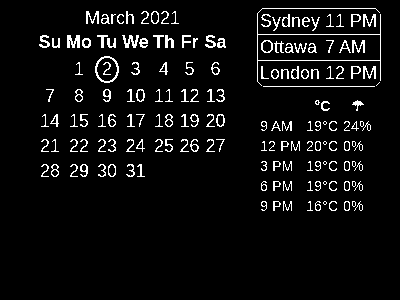 March 2021
Su Mo Tu We Th Fr Sa
1 2 3 4 5 6
7 8 9 10 11 12 13
14 15 16 17 18 19 20
21 22 23 24 25 26 27
28 29 30 31
Sydney 11 PM
Ottawa 7 AM
London 12 PM
°C ☂
9 AM 19°C 24%
12 PM 20°C 0%
3 PM 19°C 0%
6 PM 19°C 0%
9 PM 16°C 0%